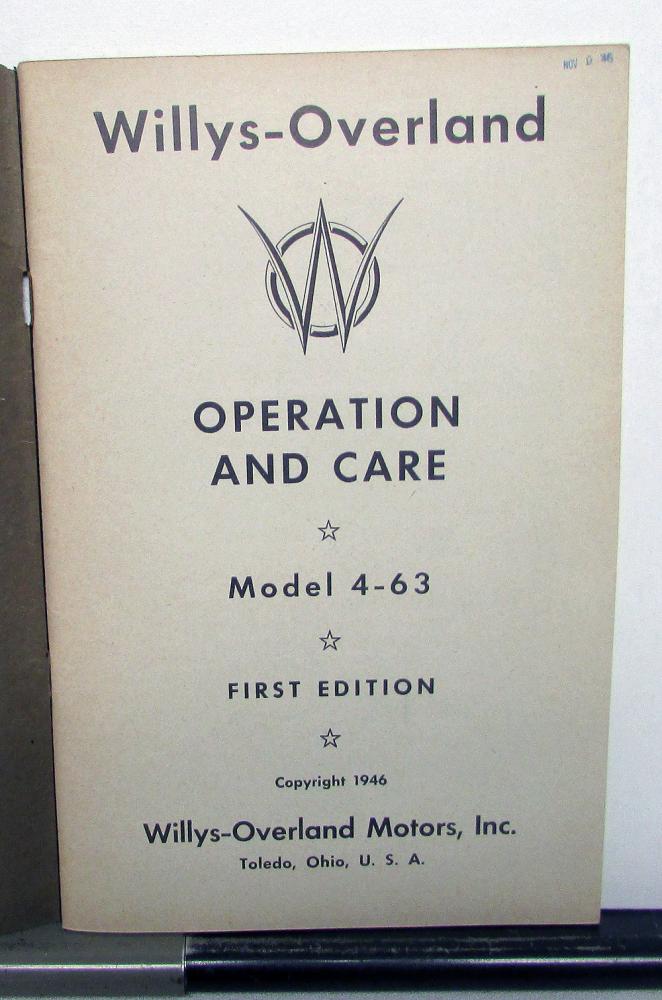 Willys-Overland
OPERATION
AND CARE
Model 4-63
FIRST EDITION
Copyright 1946
Willys-Overland Motors, Inc.
Toledo, Ohio, U. S. A.